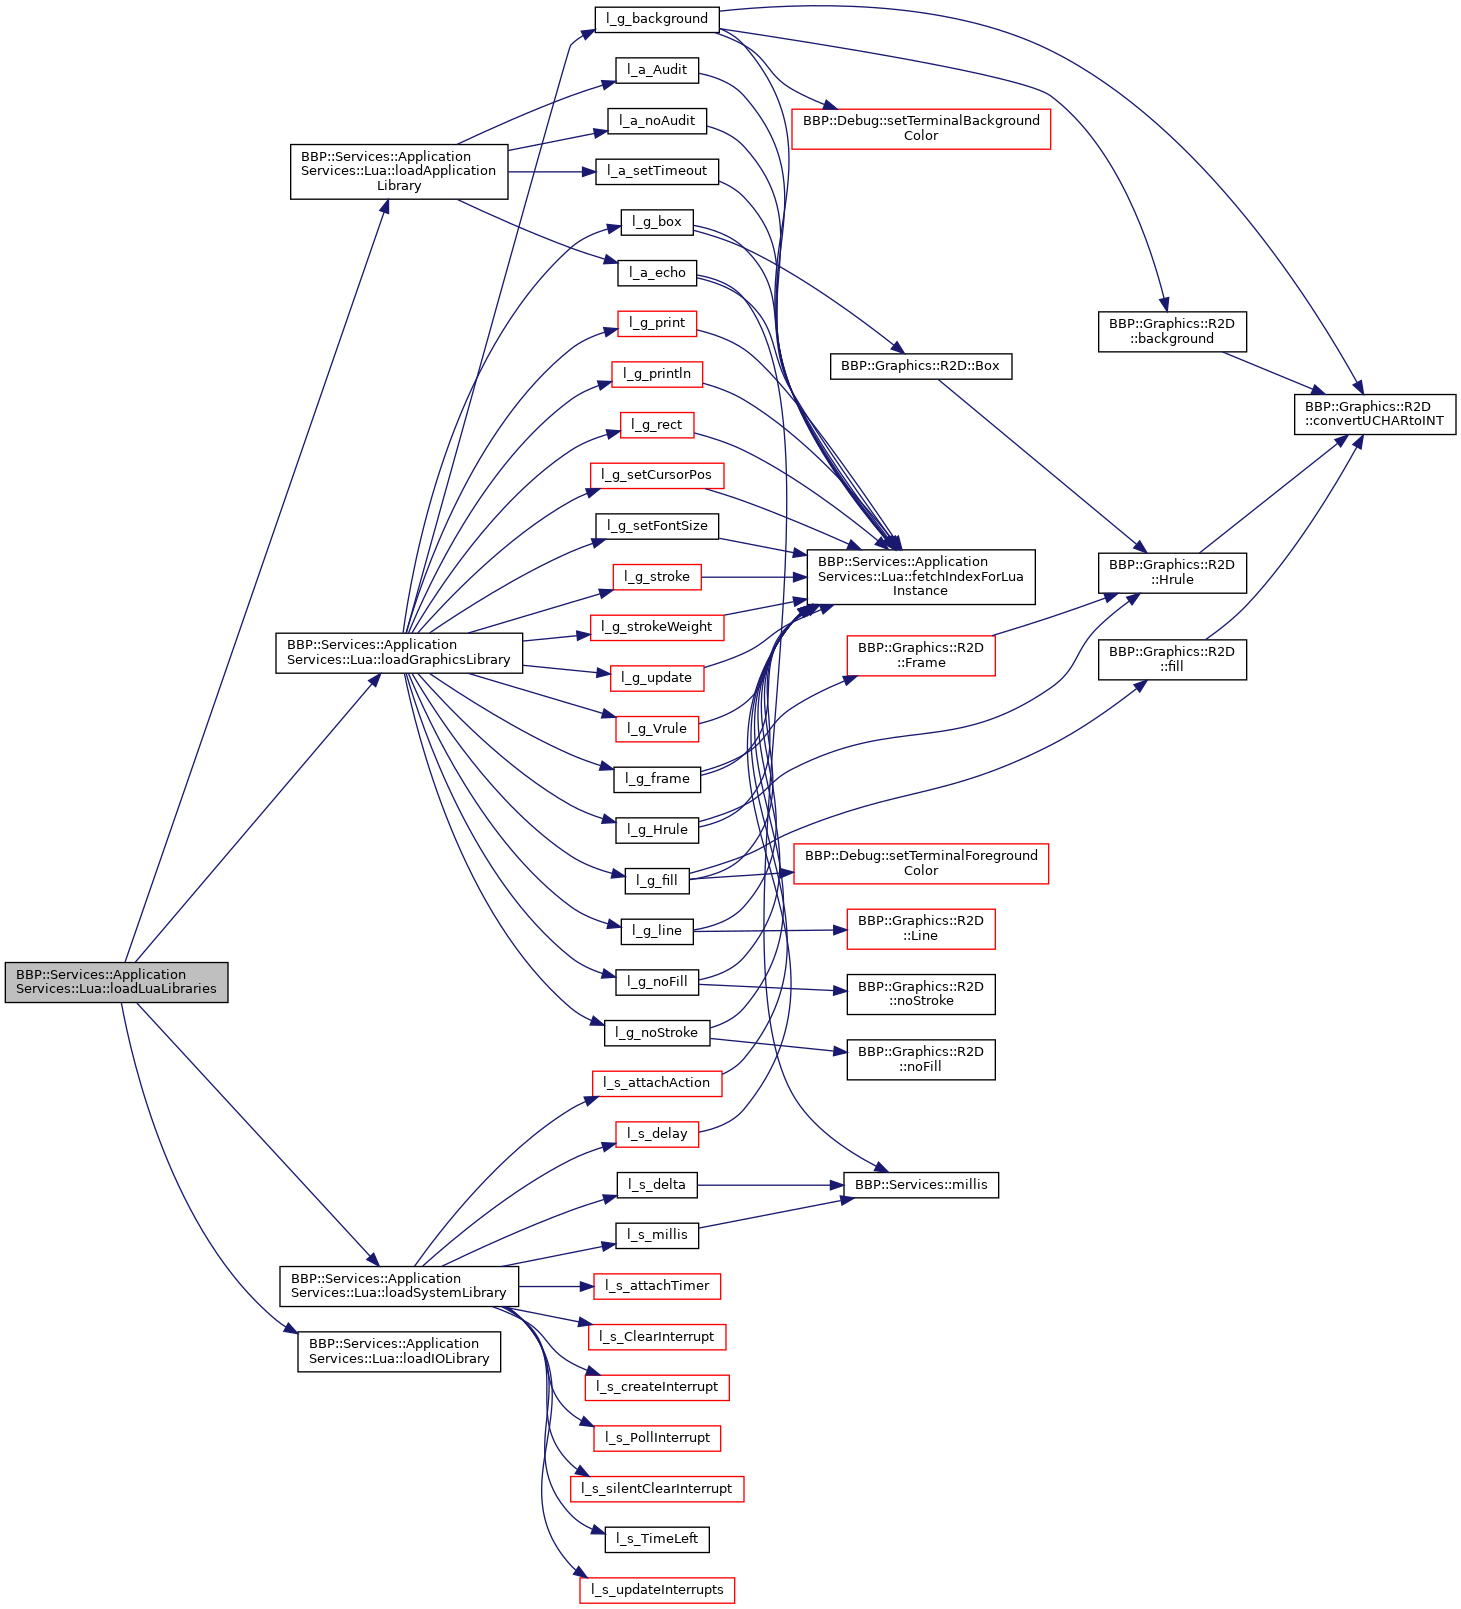 l_g_background
l_a_Audit
l_a_noAudit
BBP::Debug::setTerminalBackground
Color
BBP::Services::Application
Services::Lua::loadApplication
Library
l_a_setTimeout
l_g_box
l_a_echo
l_g_print
BBP::Graphics::R2D
::background
l_g_println
BBP::Graphics::R2D::Box
BBP::Graphics::R2D
::convertUCHARtoINT
l_g_rect
l_g_setCursorPos
l_g_setFontSize
BBP::Services::Application
Services::Lua::fetchIndexForLua
Instance
BBP::Graphics::R2D
::Hrule
l_g_stroke
l_g_strokeWeight
BBP::Services::Application
Services::Lua::loadGraphicsLibrary
BBP::Graphics::R2D
::Frame
BBP::Graphics::R2D
::fill
l_g_update
l_g_Vrule
l_g_frame
l_g_Hrule
BBP::Debug::setTerminalForeground
Color
l_g_fill
l_g_line
BBP::Graphics::R2D
::Line
BBP::Services::Application
Services::Lua::loadLuaLibraries
l_g_noFill
BBP::Graphics::R2D
::noStroke
l_g_noStroke
BBP::Graphics::R2D
::noFill
l_s_attachAction
l_s_delay
l_s_delta
BBP::Services::millis
l_s_millis
BBP::Services::Application
Services::Lua::loadSystemLibrary
l_s_attachTimer
l_s_ClearInterrupt
BBP::Services::Application
Services::Lua::loadIOLibrary
l_s_createInterrupt
l_s_PollInterrupt
l_s_silentClearInterrupt
l_s_TimeLeft
l_s_updateInterrupts